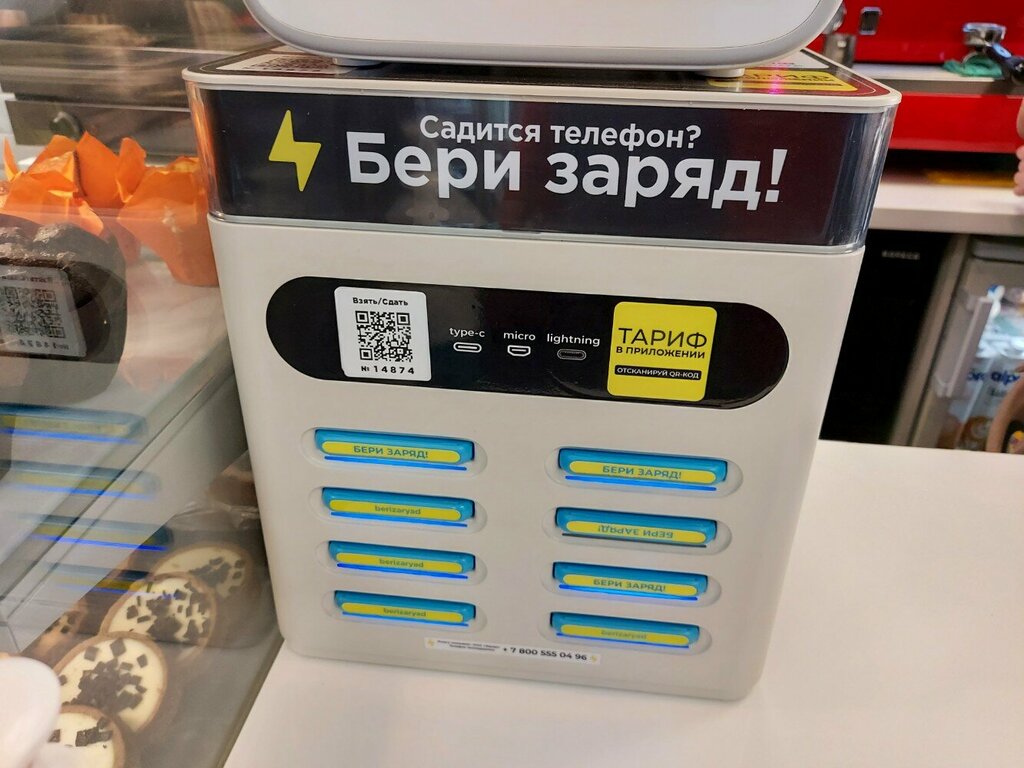 Садится телефон?
Бери заряд!
Взять/Сдать
type-c
micro
lightning
№ 14874
ТАРИФ
В ПРИЛОЖЕНИИ
ОТСКАНИРУЙ QR-КОД
БЕРИ ЗАРЯД!
БЕРИ ЗАРЯД!
berizaryad
БЕРИ ЗАРЯД!
berizaryad
БЕРИ ЗАРЯД!
berizaryad
berizaryad
+ 7 800 555 04 96